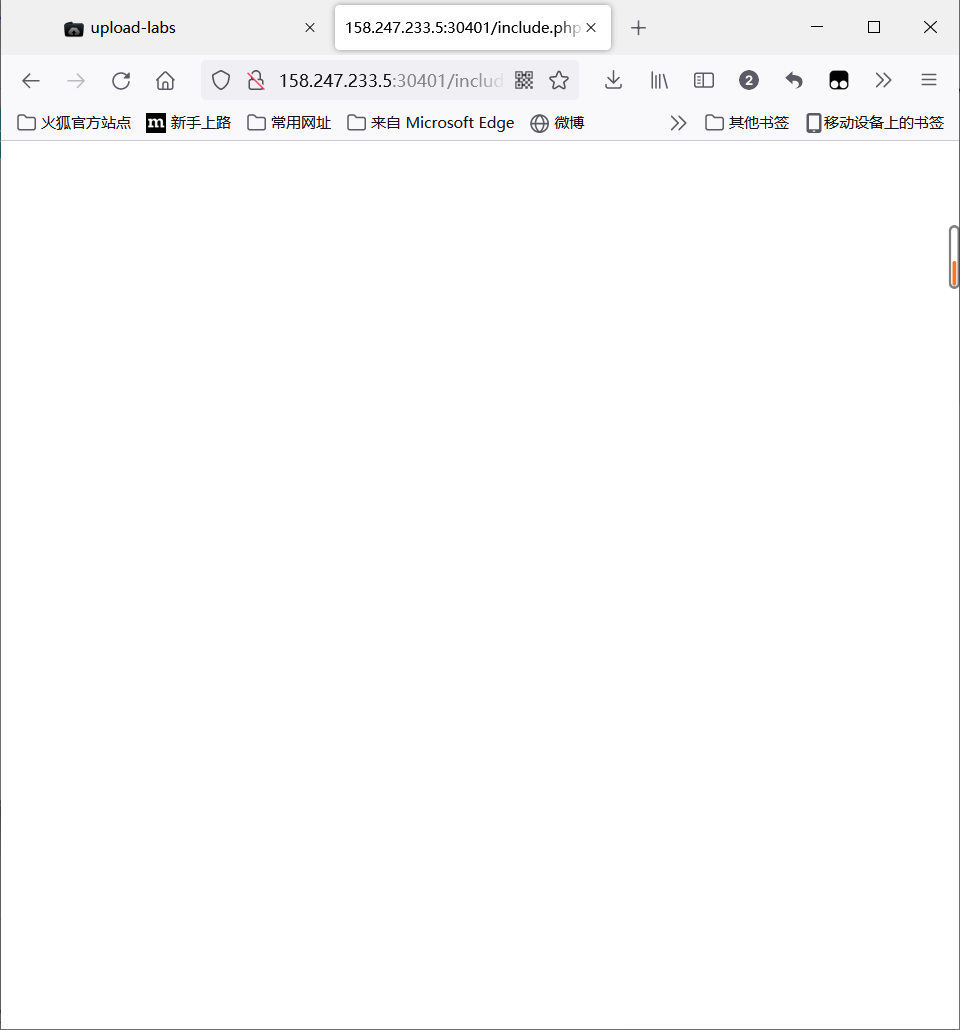 upload-labs
158.247.233.5:30401/include.php
158.247.233.5:30401/includ
2
火狐官方站点 m 新手上路 常用网址 来自 Microsoft Edge 微博 其他书签 移动设备上的书签